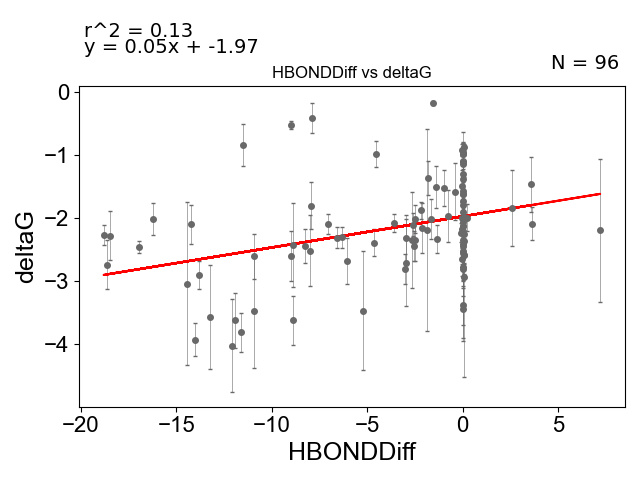 r^2 = 0.13
y = 0.05x + -1.97
N = 96
HBONDDiff vs deltaG
deltaG
0
−1
−2
−3
−4
−20 −15 −10 −5 0 5
HBONDDiff